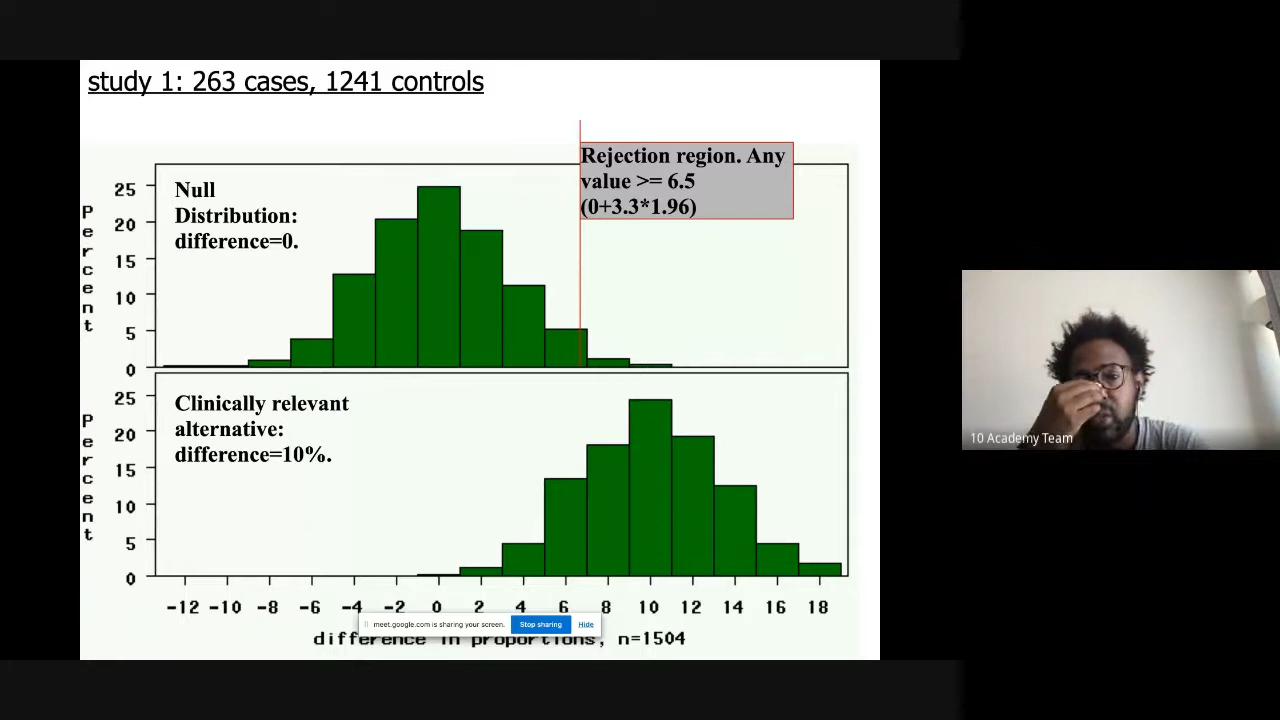 study 1: 263 cases, 1241 controls
Rejection region. Any
value >= 6.5
(0+3.3*1.96)
Null
Distribution:
difference=0.
Percent
25
20
15
10
5
0
Clinically relevant
alternative:
difference=10%.
Percent
25
20
15
10
5
0
-12 -10 -8 -6 -4 -2 0 2 4 6 8 10 12 14 16 18
meet.google.com is sharing your screen. Stop sharing Hide
difference in proportions, n=1504
10 Academy Team